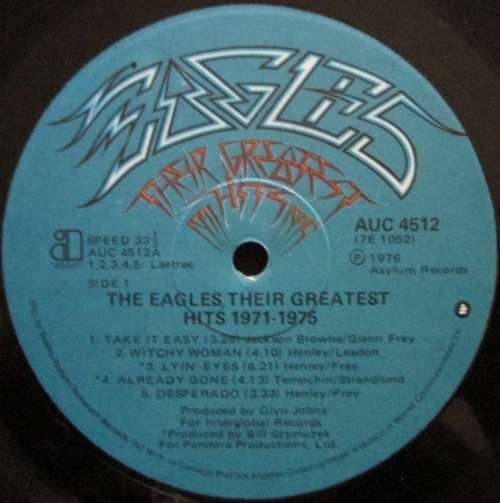 EAGLES
THEIR GREATEST
HITS
SPEED 33⅓
AUC 4512A
1,2,3,4,5: Laetrec
SIDE 1
AUC 4512
(7E 1052)
℗ 1976
Asylum Records
THE EAGLES THEIR GREATEST
HITS 1971-1975
1. TAKE IT EASY (3.29) Jackson Browne/Glenn Frey
2. WITCHY WOMAN (4.10) Henley/Leadon
*3. LYIN' EYES (6.21) Henley/Frey
*4. ALREADY GONE (4.13) Tempchin/Strandlund
5. DESPERADO (3.33) Henley/Frey
Produced by Glyn Johns
For Interglobal Records
*Produced by Bill Szymczyk
For Pandora Productions, Ltd.